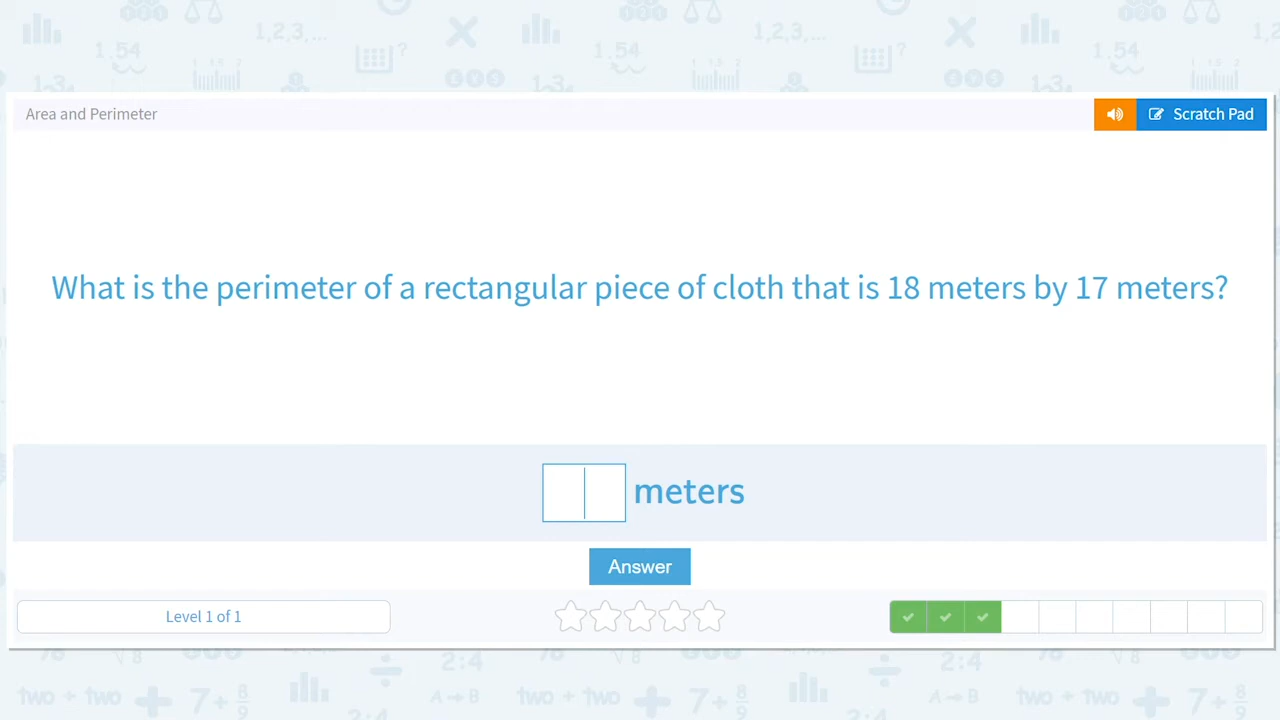 Area and Perimeter
Scratch Pad
What is the perimeter of a rectangular piece of cloth that is 18 meters by 17 meters?
meters
Answer
Level 1 of 1